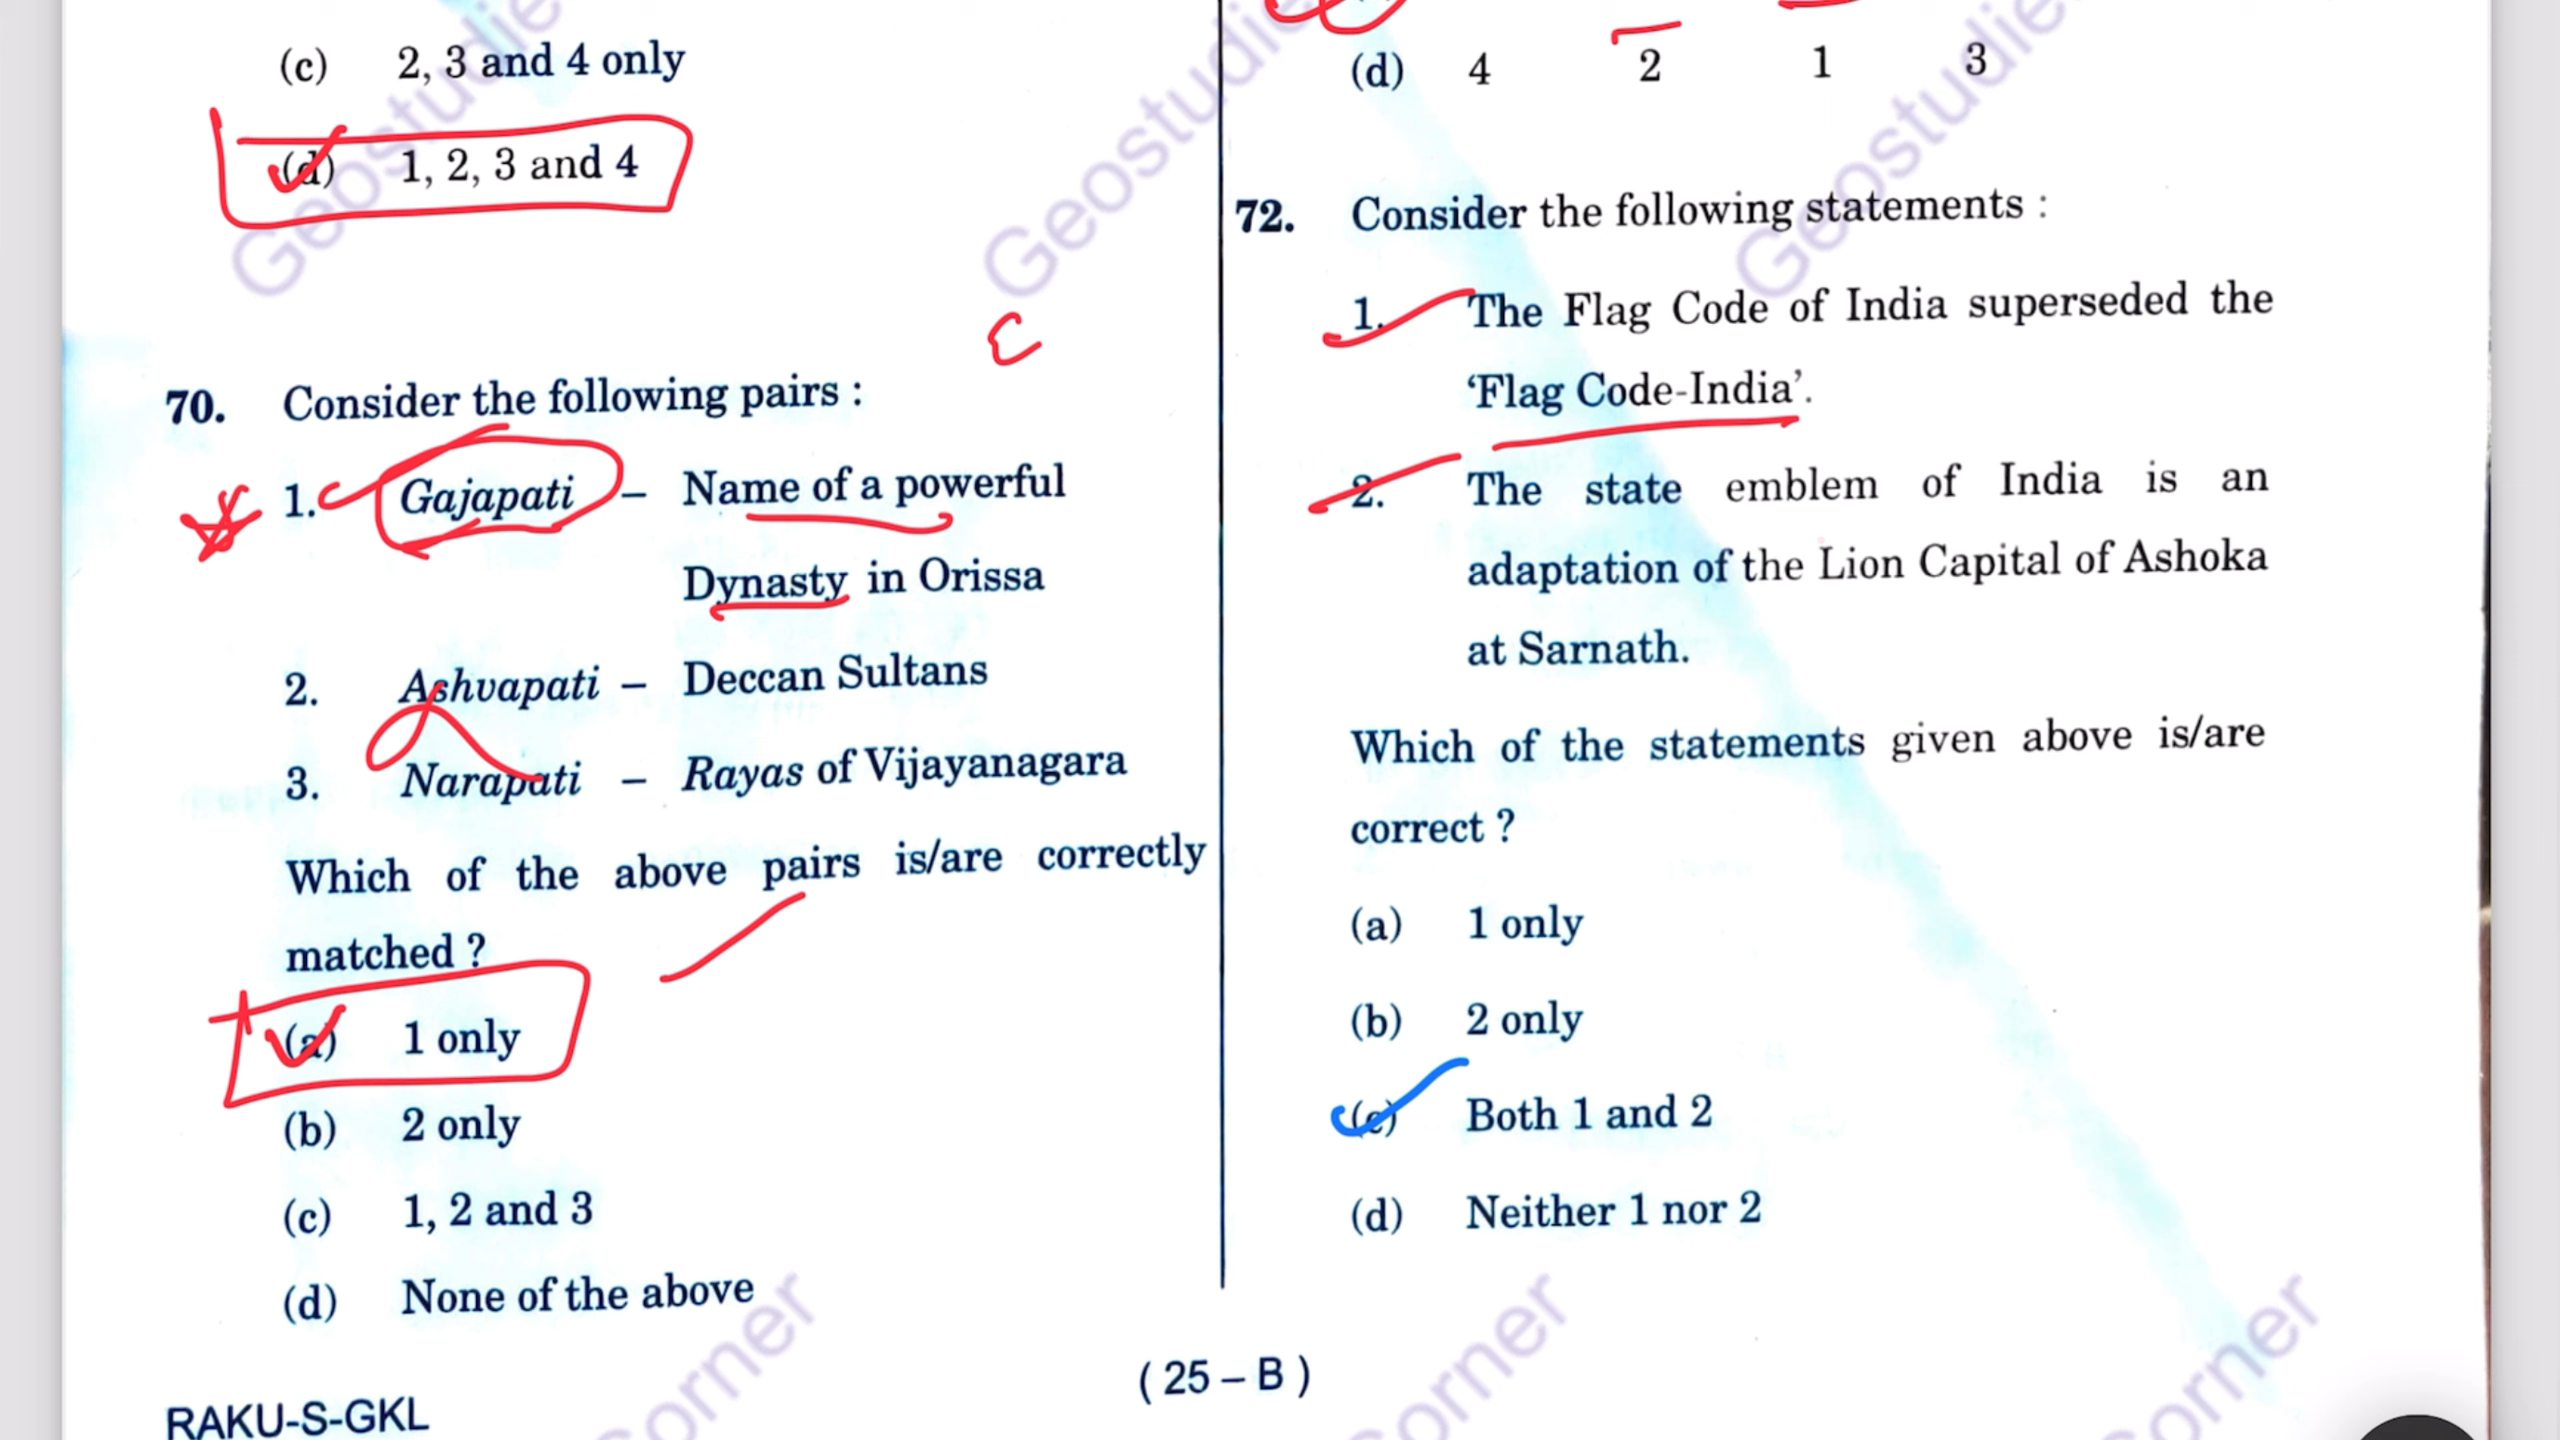 (c) 2, 3 and 4 only
(d) 1, 2, 3 and 4
70. Consider the following pairs :
1. Gajapati – Name of a powerful
Dynasty in Orissa
2. Ashvapati – Deccan Sultans
3. Narapati – Rayas of Vijayanagara
Which of the above pairs is/are correctly
matched ?
(a) 1 only
(b) 2 only
(c) 1, 2 and 3
(d) None of the above
(d) 4 2 1 3
72. Consider the following statements :
1. The Flag Code of India superseded the
‘Flag Code-India’.
2. The state emblem of India is an
adaptation of the Lion Capital of Ashoka
at Sarnath.
Which of the statements given above is/are
correct ?
(a) 1 only
(b) 2 only
(c) Both 1 and 2
(d) Neither 1 nor 2
( 25 – B )
RAKU-S-GKL